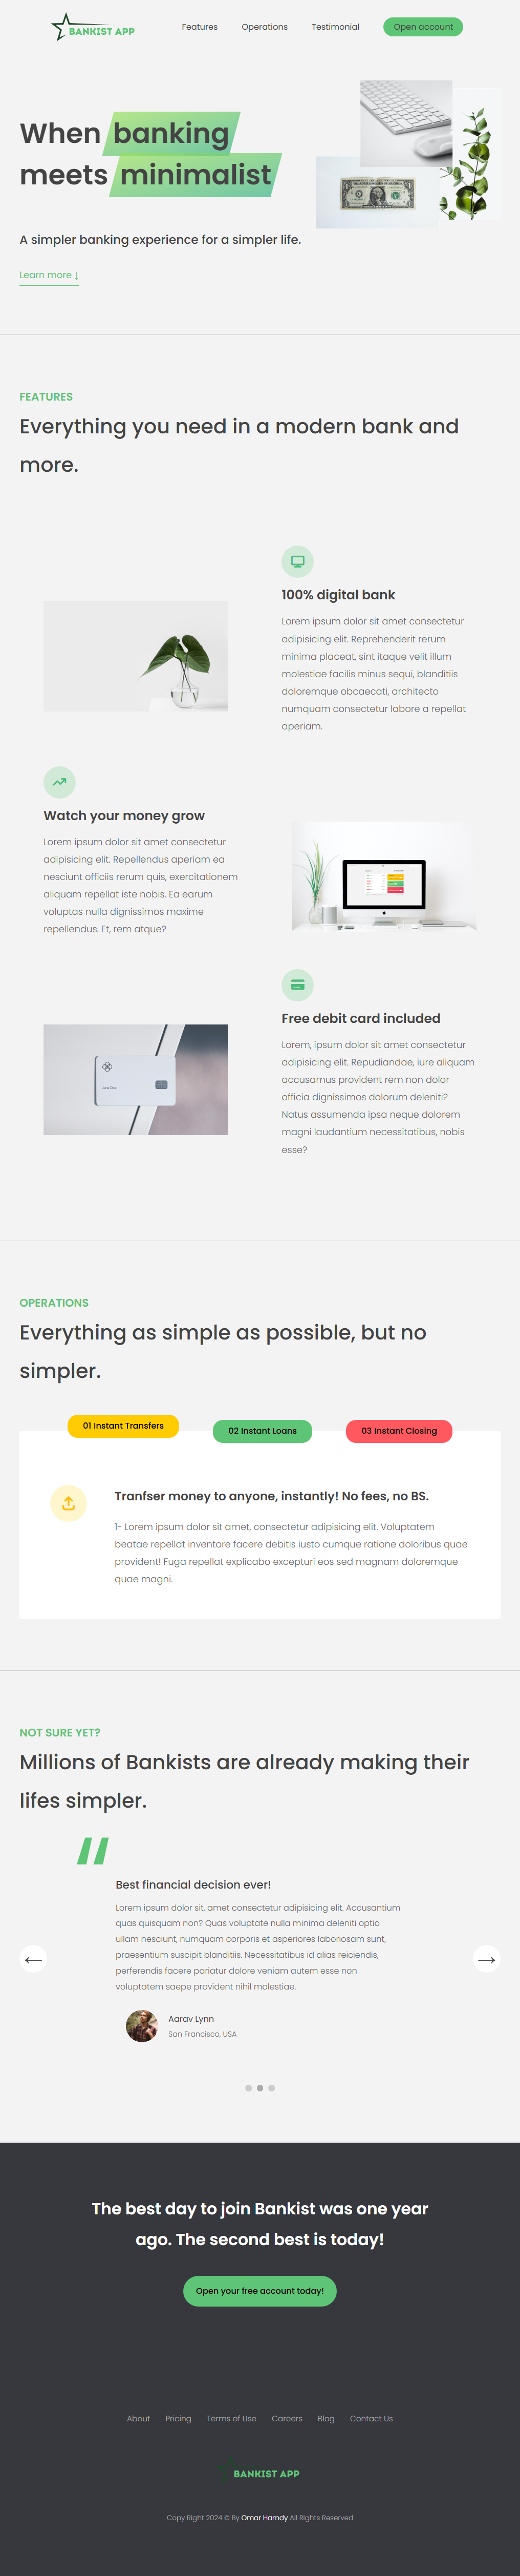 BANKIST APP
Features
Operations
Testimonial
Open account
When banking
meets minimalist
A simpler banking experience for a simpler life.
Learn more ↓
FEATURES
Everything you need in a modern bank and
more.
100% digital bank
Lorem ipsum dolor sit amet consectetur
adipisicing elit. Reprehenderit rerum
minima placeat, sint itaque velit illum
molestiae facilis minus sequi, blanditiis
doloremque obcaecati, architecto
numquam consectetur labore a repellat
aperiam.
Watch your money grow
Lorem ipsum dolor sit amet consectetur
adipisicing elit. Repellendus aperiam ea
nesciunt officiis rerum quis, exercitationem
aliquam repellat iste nobis. Ea earum
voluptas nulla dignissimos maxime
repellendus. Et, rem atque?
Free debit card included
Lorem, ipsum dolor sit amet consectetur
adipisicing elit. Repudiandae, iure aliquam
accusamus provident rem non dolor
officia dignissimos dolorum deleniti?
Natus assumenda ipsa neque dolorem
magni laudantium necessitatibus, nobis
esse?
OPERATIONS
Everything as simple as possible, but no
simpler.
01 Instant Transfers
02 Instant Loans
03 Instant Closing
Tranfser money to anyone, instantly! No fees, no BS.
1- Lorem ipsum dolor sit amet, consectetur adipisicing elit. Voluptatem
beatae repellat inventore facere debitis iusto cumque ratione doloribus quae
provident! Fuga repellat explicabo excepturi eos sed magnam doloremque
quae magni.
NOT SURE YET?
Millions of Bankists are already making their
lifes simpler.
Best financial decision ever!
Lorem ipsum dolor sit, amet consectetur adipisicing elit. Accusantium
quas quisquam non? Quas voluptate nulla minima deleniti optio
ullam nesciunt, numquam corporis et asperiores laboriosam sunt,
praesentium suscipit blanditiis. Necessitatibus id alias reiciendis,
perferendis facere pariatur dolore veniam autem esse non
voluptatem saepe provident nihil molestiae.
Aarav Lynn
San Francisco, USA
The best day to join Bankist was one year
ago. The second best is today!
Open your free account today!
About
Pricing
Terms of Use
Careers
Blog
Contact Us
BANKIST APP
Copy Right 2024 © By Omar Hamdy All Rights Reserved